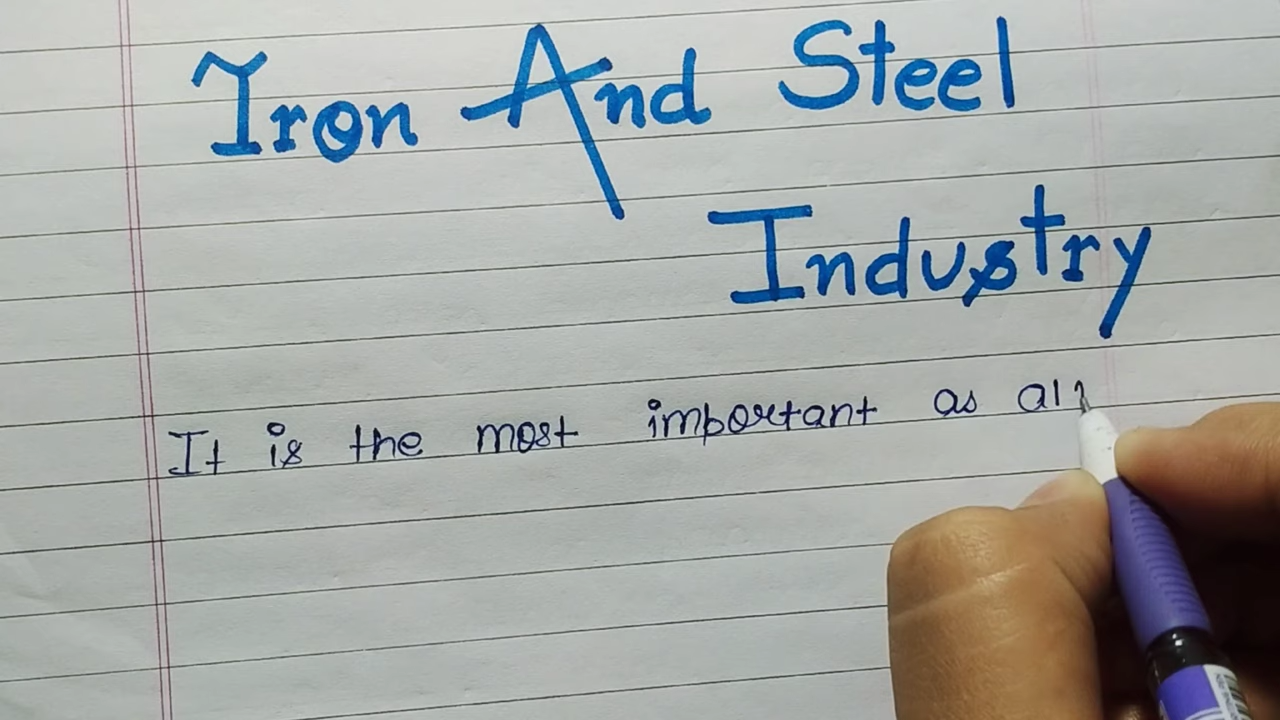 Iron And Steel
Industry
It is the most important as all